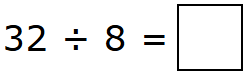 32 ÷ 8 =